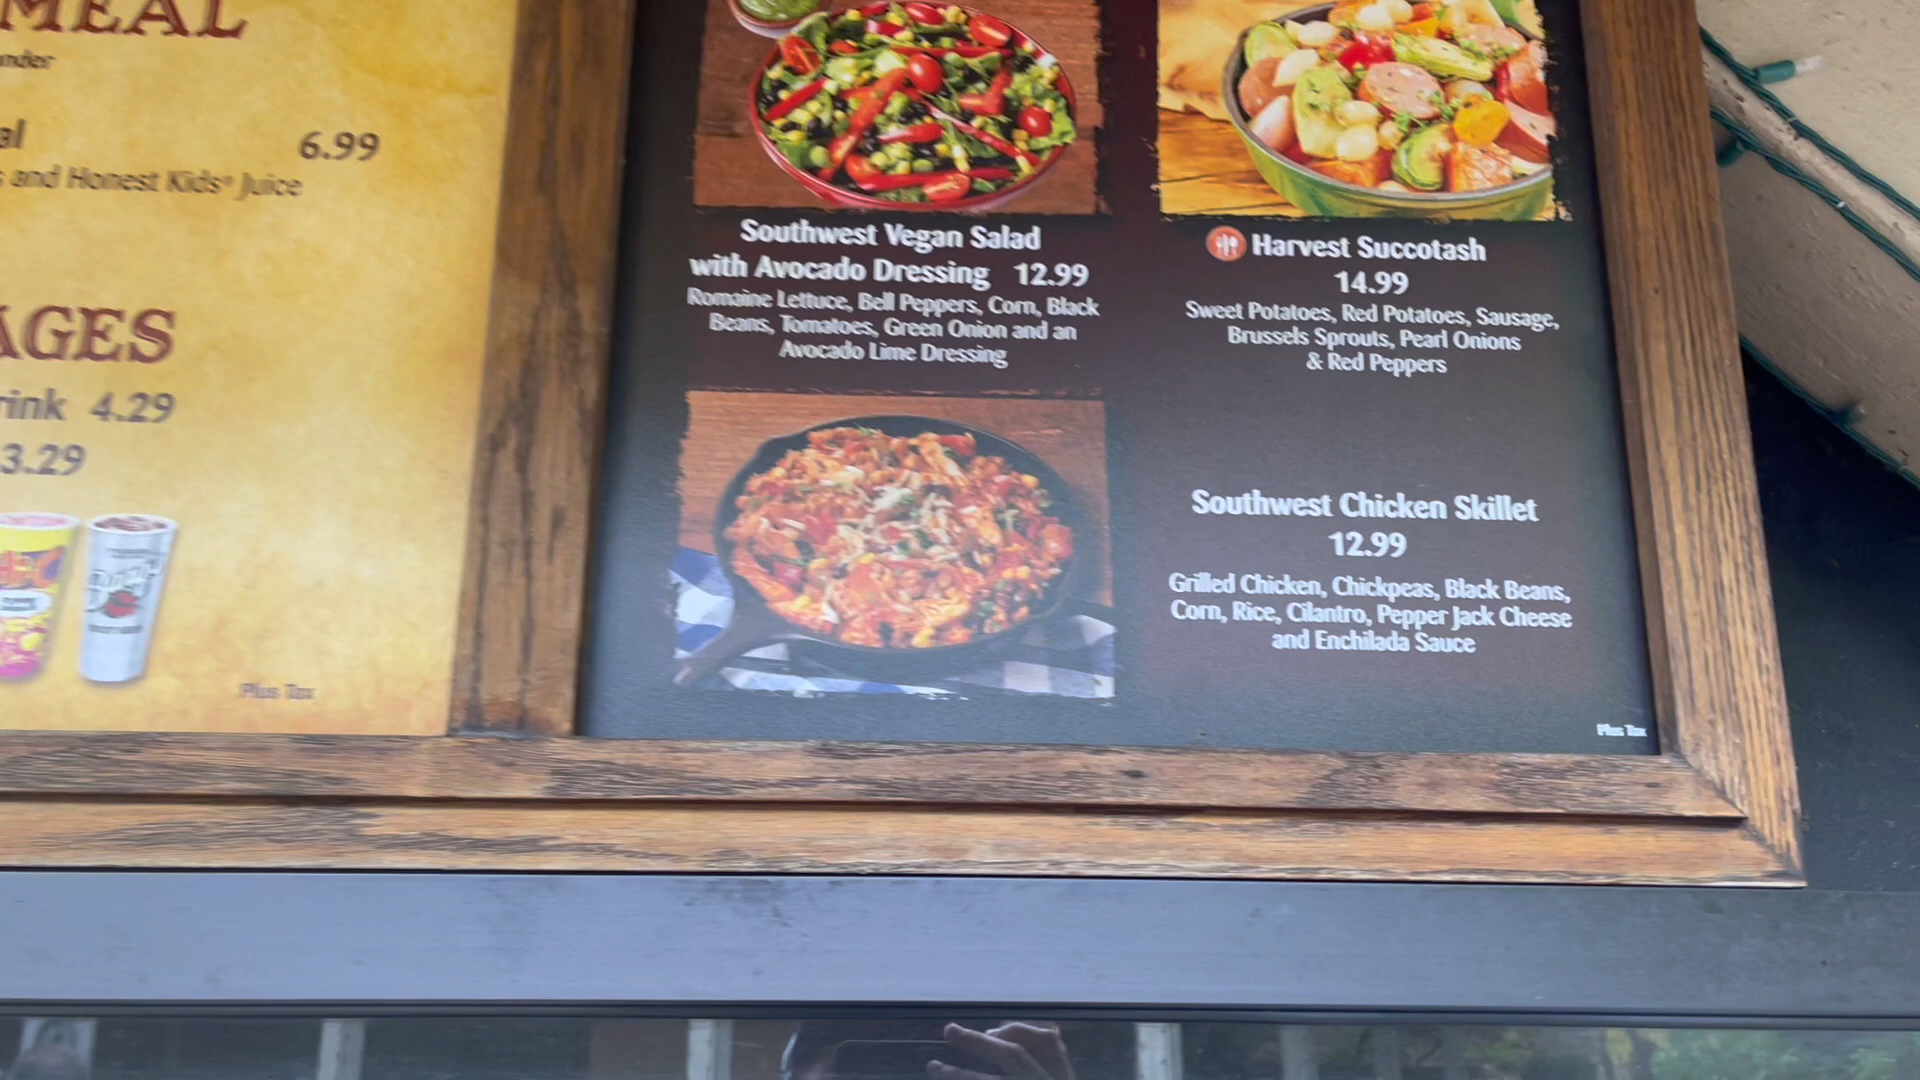 MEAL
6.99
and Honest Kids® Juice
AGES
4.29
3.29
Plus Tax
Southwest Vegan Salad
with Avocado Dressing 12.99
Romaine Lettuce, Bell Peppers, Corn, Black
Beans, Tomatoes, Green Onion and an
Avocado Lime Dressing
Harvest Succotash
14.99
Sweet Potatoes, Red Potatoes, Sausage,
Brussels Sprouts, Pearl Onions
& Red Peppers
Southwest Chicken Skillet
12.99
Grilled Chicken, Chickpeas, Black Beans,
Corn, Rice, Cilantro, Pepper Jack Cheese
and Enchilada Sauce
Plus Tax